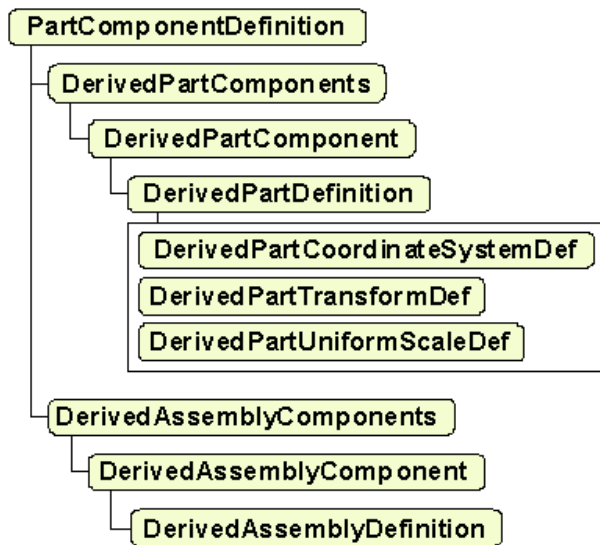 PartComponentDefinition
DerivedPartComponents
DerivedPartComponent
DerivedPartDefinition
DerivedPartCoordinateSystemDef
DerivedPartTransformDef
DerivedPartUniformScaleDef
DerivedAssemblyComponents
DerivedAssemblyComponent
DerivedAssemblyDefinition